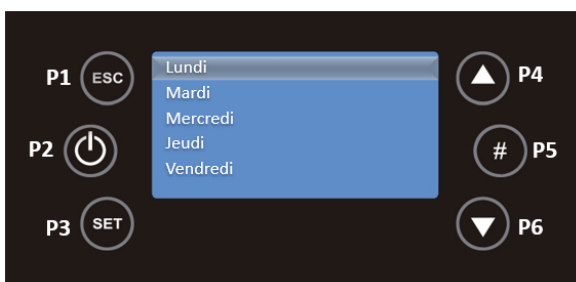 P1 ESC Lundi P4
Mardi
Mercredi
P2 Jeudi # P5
Vendredi
P3 SET P6